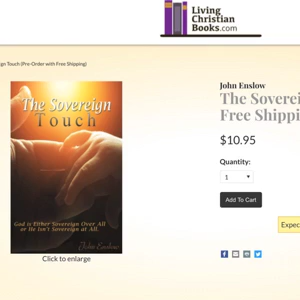 Living
Christian
Books.com
gn Touch (Pre-Order with Free Shipping)
John Enslow
The Soverei
Free Shippi
$10.95
Quantity:
1
Add To Cart
Expec
The Sovereign
Touch
God is Either Sovereign Over All
or He Isn't Sovereign at All.
John Enslow
Click to enlarge